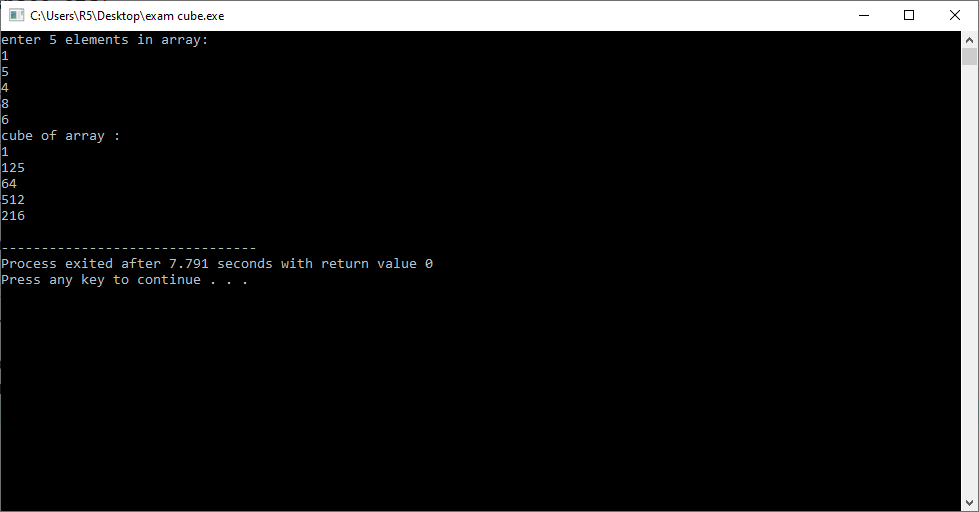 C:\Users\R5\Desktop\exam cube.exe
enter 5 elements in array:
1
5
4
8
6
cube of array :
1
125
64
512
216
--------------------------------
Process exited after 7.791 seconds with return value 0
Press any key to continue . . .